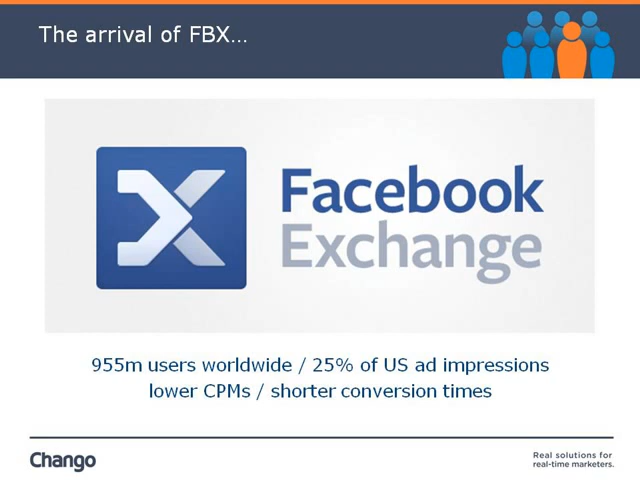 The arrival of FBX...
Facebook
Exchange
955m users worldwide / 25% of US ad impressions
lower CPMs / shorter conversion times
Chango
Real solutions for
real-time marketers.